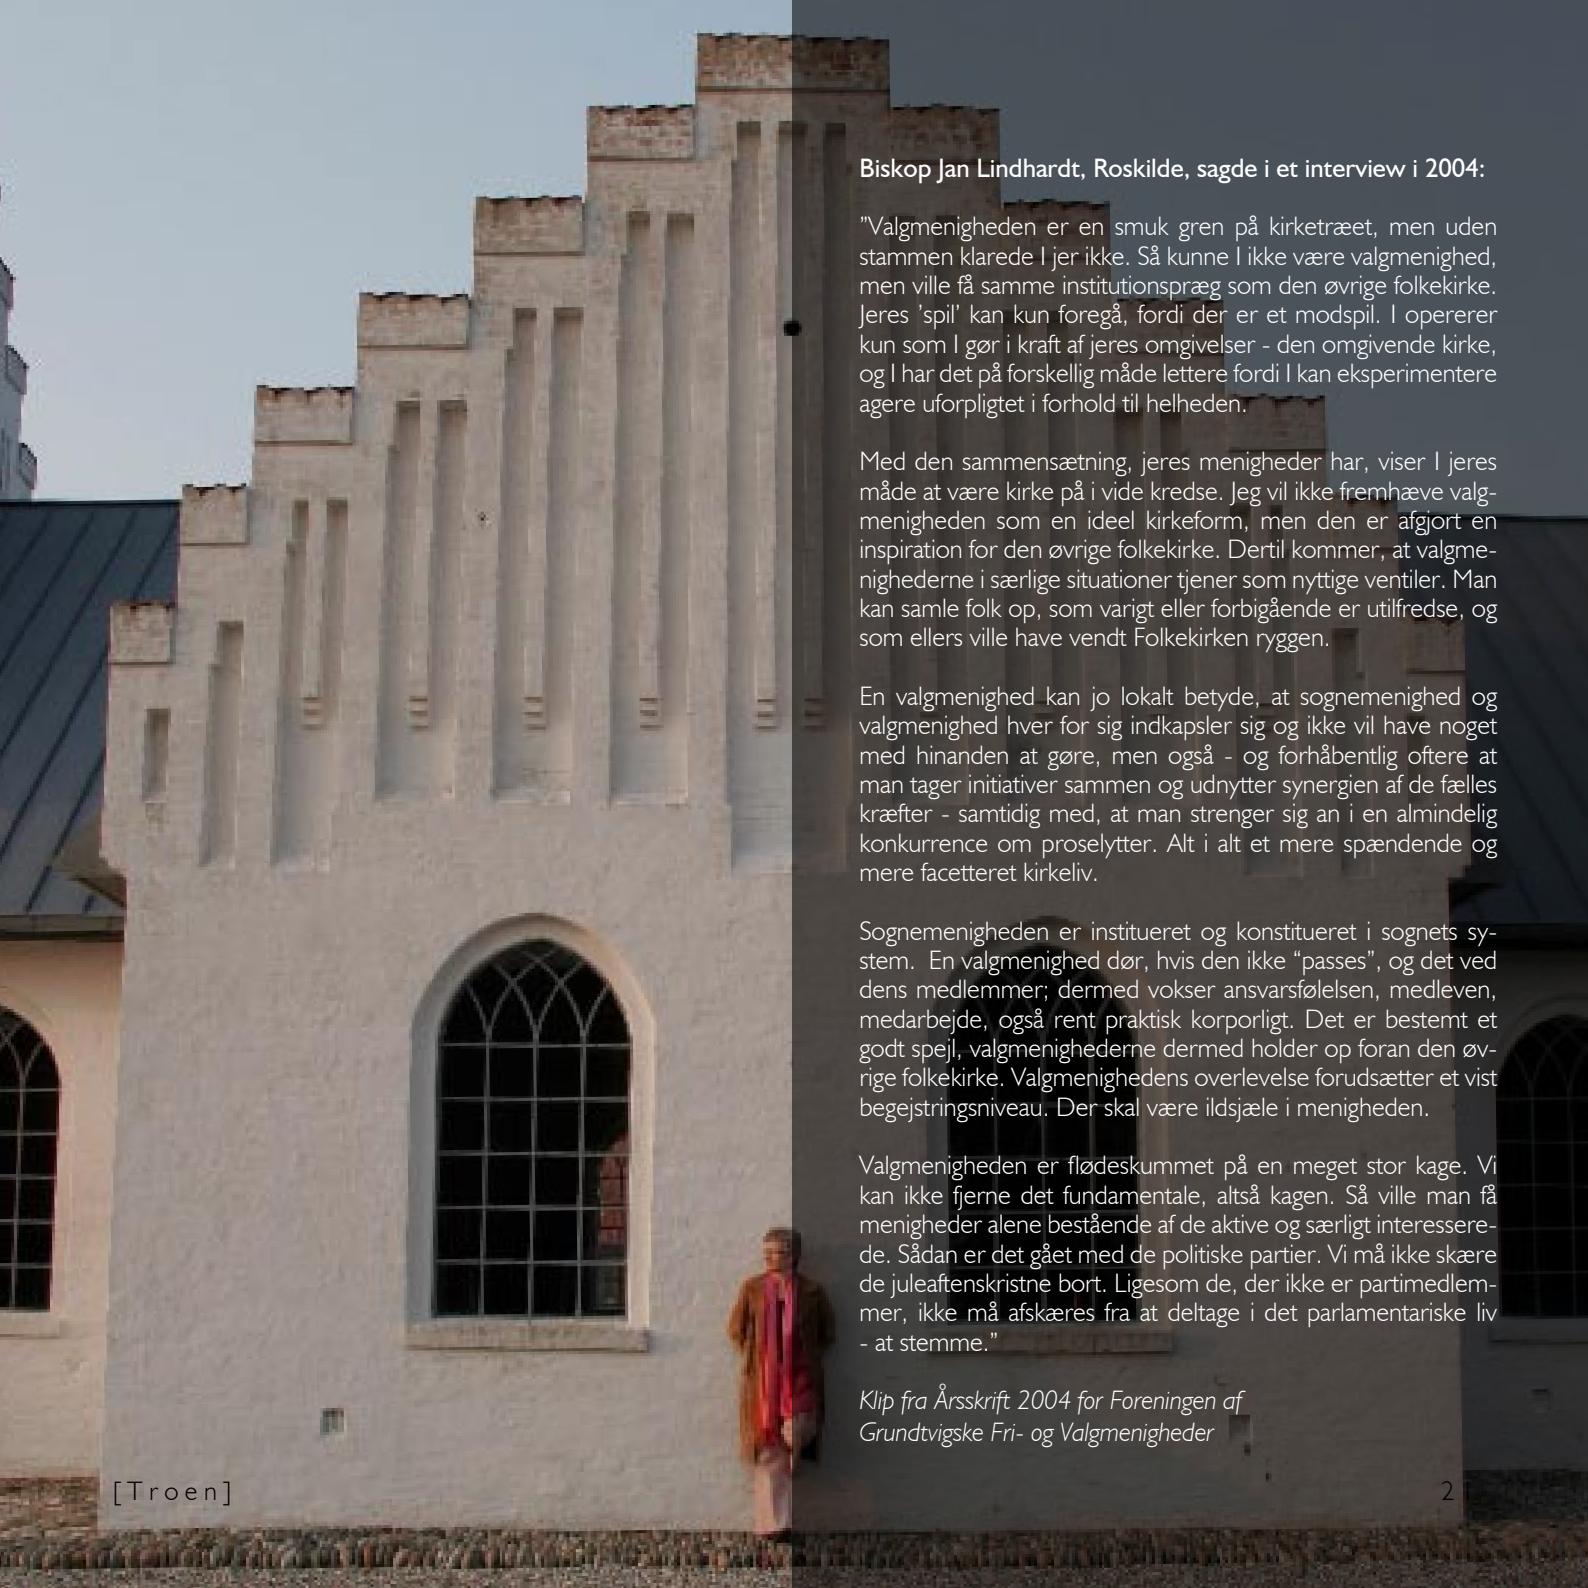 Biskop Jan Lindhardt, Roskilde, sagde i et interview i 2004:
”Valgmenigheden er en smuk gren på kirketræet, men uden
stammen klarede I jer ikke. Så kunne I ikke være valgmenighed,
men ville få samme institutionspræg som den øvrige folkekirke.
Jeres ’spil’ kan kun foregå, fordi der er et modspil. I opererer
kun som I gør i kraft af jeres omgivelser - den omgivende kirke,
og I har det på forskellig måde lettere fordi I kan eksperimentere
agere uforpligtet i forhold til helheden.
Med den sammensætning, jeres menigheder har, viser I jeres
måde at være kirke på i vide kredse. Jeg vil ikke fremhæve valg-
menigheden som en ideel kirkeform, men den er afgjort en
inspiration for den øvrige folkekirke. Dertil kommer, at valgme-
nighederne i særlige situationer tjener som nyttige ventiler. Man
kan samle folk op, som varigt eller forbigående er utilfredse, og
som ellers ville have vendt Folkekirken ryggen.
En valgmenighed kan jo lokalt betyde, at sognemenighed og
valgmenighed hver for sig indkapsler sig og ikke vil have noget
med hinanden at gøre, men også - og forhåbentlig oftere at
man tager initiativer sammen og udnytter synergien af de fælles
kræfter - samtidig med, at man strenger sig an i en almindelig
konkurrence om proselytter. Alt i alt et mere spændende og
mere facetteret kirkeliv.
Sognemenigheden er institueret og konstitueret i sognets sy-
stem. En valgmenighed dør, hvis den ikke “passes”, og det ved
dens medlemmer; dermed vokser ansvarsfølelsen, medleven,
medarbejde, også rent praktisk korporligt. Det er bestemt et
godt spejl, valgmenighederne dermed holder op foran den øv-
rige folkekirke. Valgmenighedens overlevelse forudsætter et vist
begejstringsniveau. Der skal være ildsjæle i menigheden.
Valgmenigheden er flødeskummet på en meget stor kage. Vi
kan ikke fjerne det fundamentale, altså kagen. Så ville man få
menigheder alene bestående af de aktive og særligt interessere-
de. Sådan er det gået med de politiske partier. Vi må ikke skære
de juleaftenskristne bort. Ligesom de, der ikke er partimedlem-
mer, ikke må afskæres fra at deltage i det parlamentariske liv
- at stemme.”
Klip fra Årsskrift 2004 for Foreningen af
Grundtvigske Fri- og Valgmenigheder
[Troen]
2